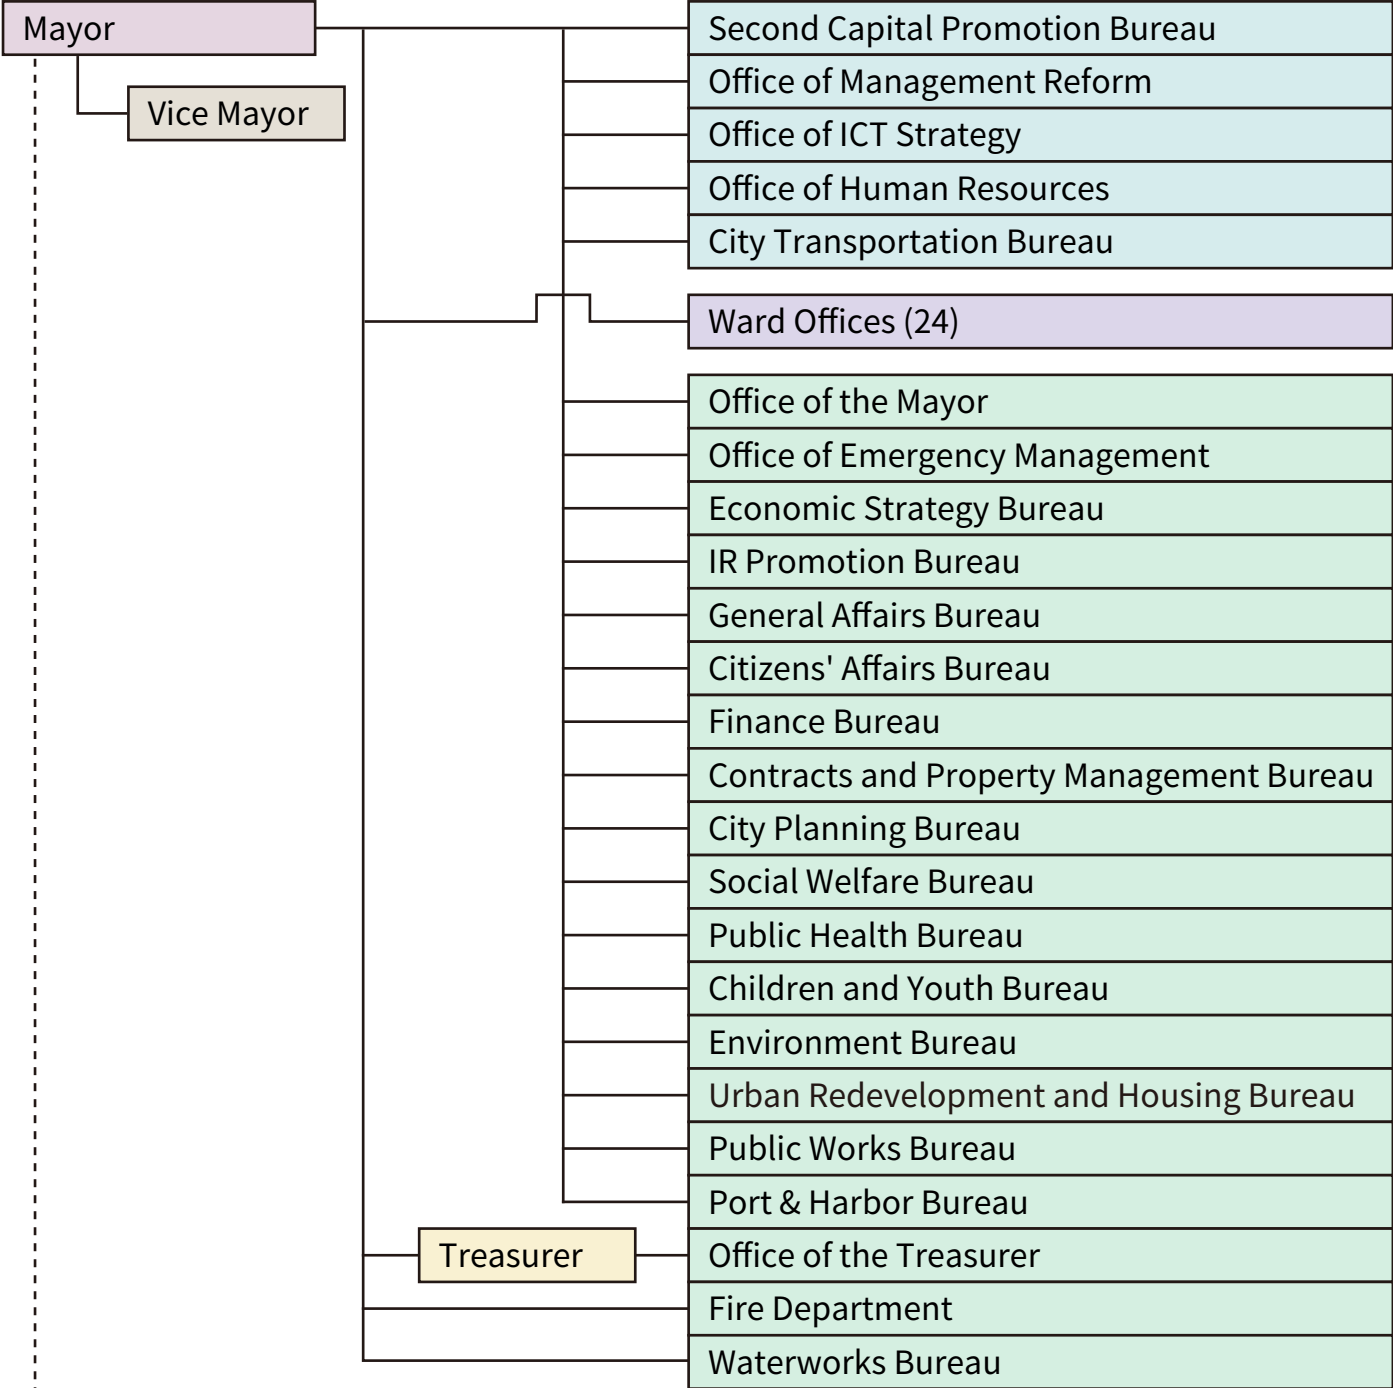 Mayor
Vice Mayor
Second Capital Promotion Bureau
Office of Management Reform
Office of ICT Strategy
Office of Human Resources
City Transportation Bureau
Ward Offices (24)
Office of the Mayor
Office of Emergency Management
Economic Strategy Bureau
IR Promotion Bureau
General Affairs Bureau
Citizens' Affairs Bureau
Finance Bureau
Contracts and Property Management Bureau
City Planning Bureau
Social Welfare Bureau
Public Health Bureau
Children and Youth Bureau
Environment Bureau
Urban Redevelopment and Housing Bureau
Public Works Bureau
Port & Harbor Bureau
Treasurer
Office of the Treasurer
Fire Department
Waterworks Bureau